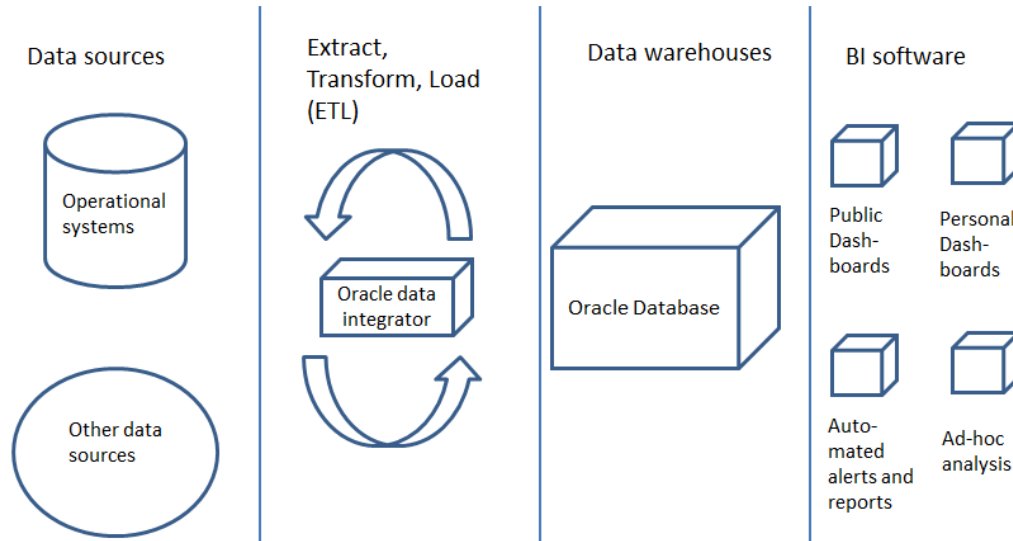 Data sources
Operational
systems
Other data
sources
Extract,
Transform, Load
(ETL)
Oracle data
integrator
Data warehouses
Oracle Database
BI software
Public
Dash-
boards
Personal
Dash-
boards
Auto-
mated
alerts and
reports
Ad-hoc
analysis